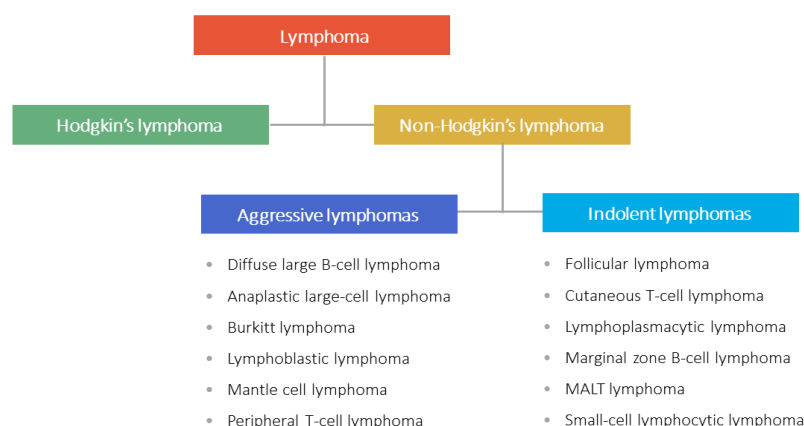 Lymphoma
Hodgkin's lymphoma
Non-Hodgkin's lymphoma
Aggressive lymphomas
• Diffuse large B-cell lymphoma
• Anaplastic large-cell lymphoma
• Burkitt lymphoma
• Lymphoblastic lymphoma
• Mantle cell lymphoma
• Peripheral T-cell lymphoma
Indolent lymphomas
• Follicular lymphoma
• Cutaneous T-cell lymphoma
• Lymphoplasmacytic lymphoma
• Marginal zone B-cell lymphoma
• MALT lymphoma
• Small-cell lymphocytic lymphoma